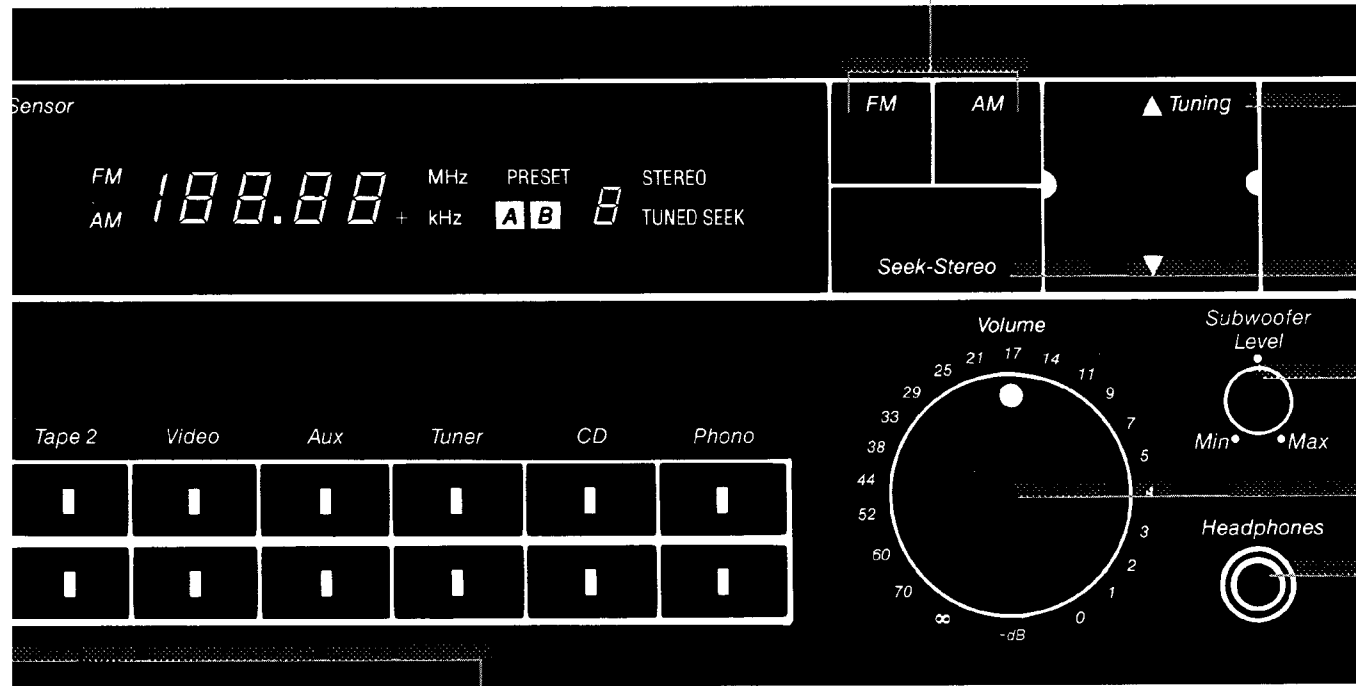 Sensor
FM 188.88 MHz PRESET 8 STEREO
AM + kHz A B TUNED SEEK
FM AM
Tuning
Seek-Stereo
Volume
Subwoofer
Level
Min Max
Headphones
Tape 2 Video Aux Tuner CD Phono
∞ 70 60 52 44 38 33 29 25 21 17 14 11 9 7 5 4 3 2 1 0
-dB